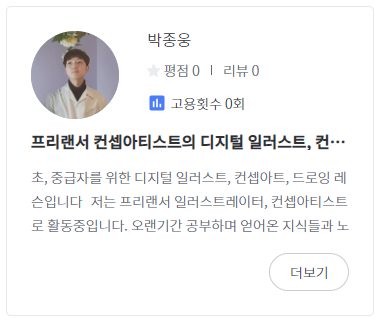 박종웅
평점 0 | 리뷰 0
고용횟수 0회
프리랜서 컨셉아티스트의 디지털 일러스트, 컨…
초, 중급자를 위한 디지털 일러스트, 컨셉아트, 드로잉 레
슨입니다 저는 프리랜서 일러스트레이터, 컨셉아티스트
로 활동중입니다. 오랜기간 공부하며 얻어온 지식들과 노
더보기